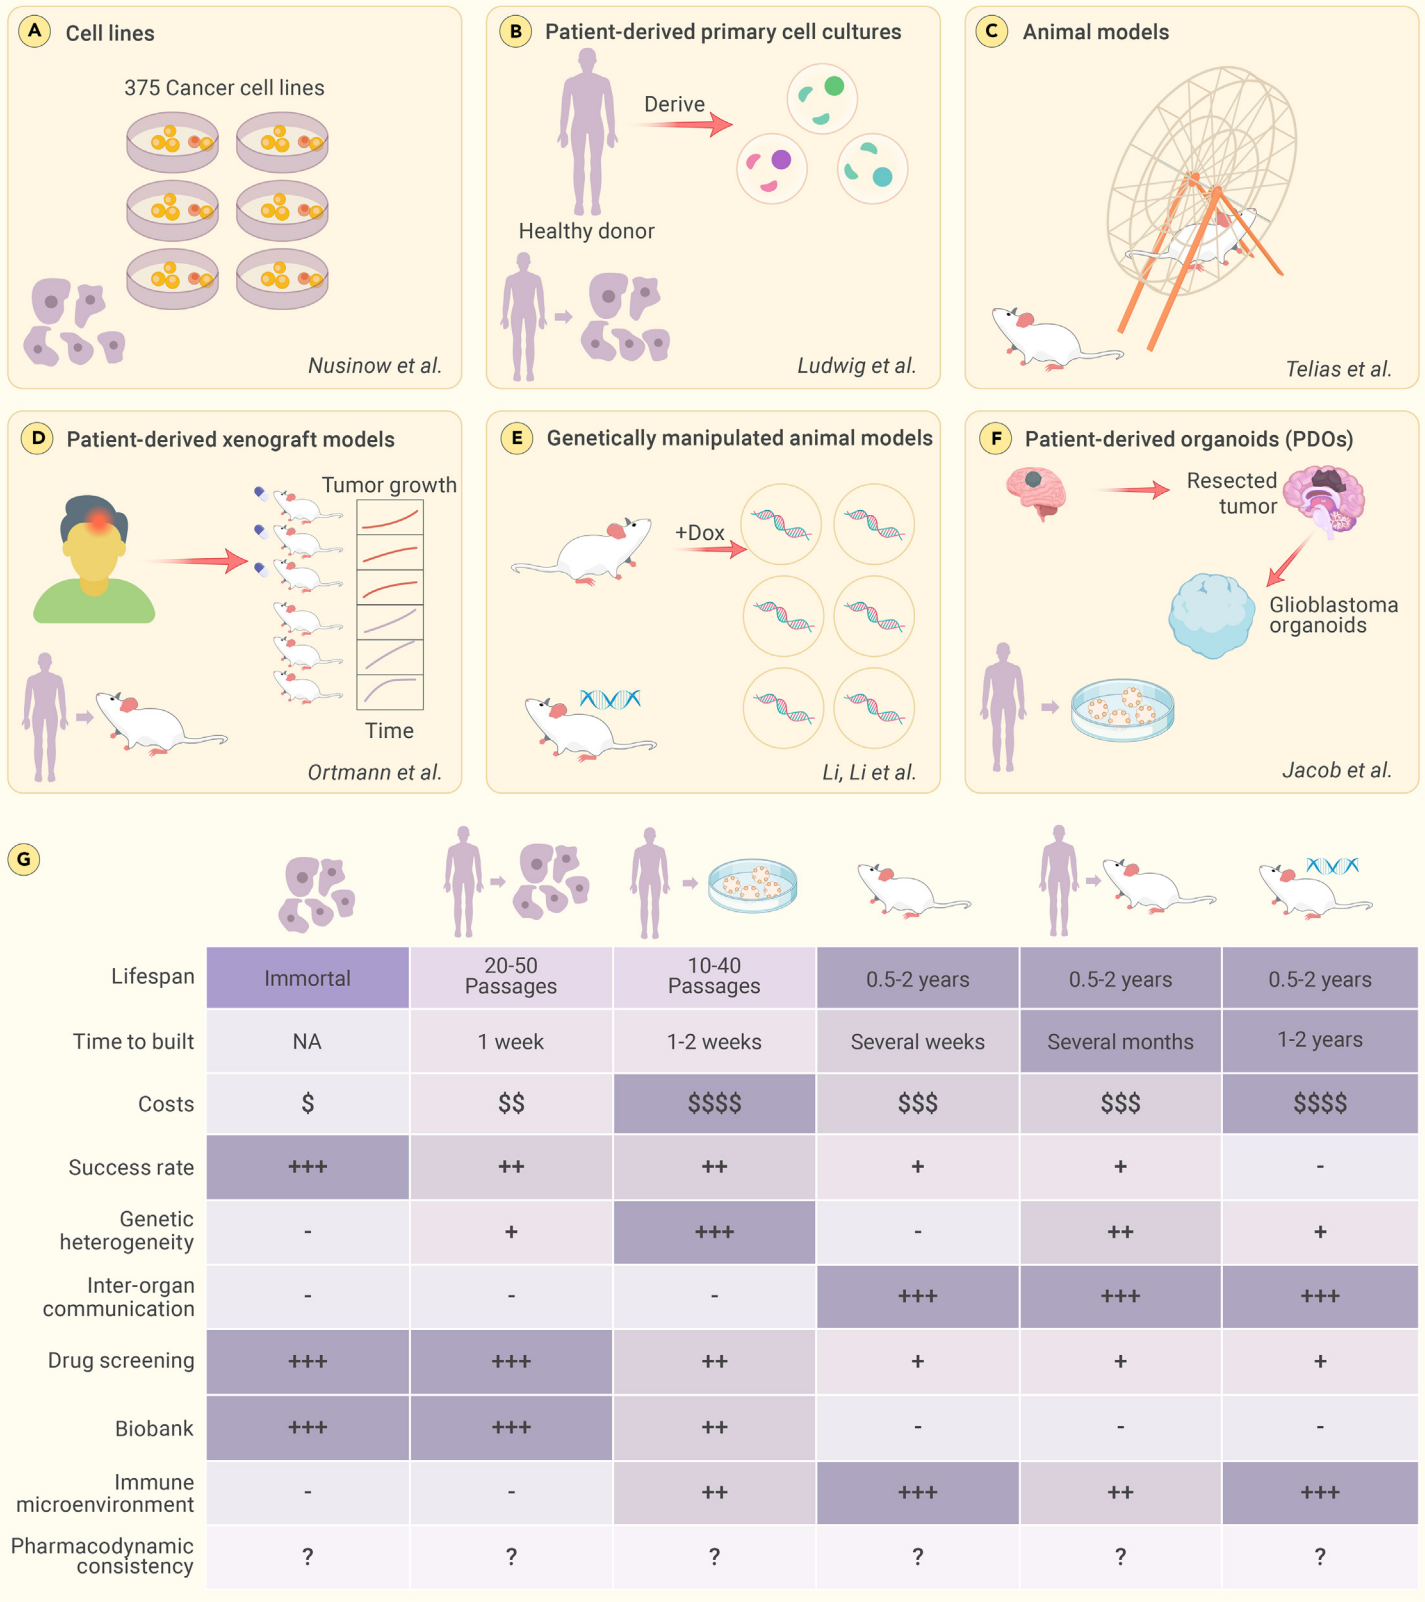 A Cell lines
375 Cancer cell lines
Nusinow et al.
B Patient-derived primary cell cultures
Derive
Healthy donor
Ludwig et al.
C Animal models
Telias et al.
D Patient-derived xenograft models
Tumor growth
Time
Ortmann et al.
E Genetically manipulated animal models
+Dox
Li, Li et al.
F Patient-derived organoids (PDOs)
Resected
tumor
Glioblastoma
organoids
Jacob et al.
G
Lifespan
Immortal
20-50
Passages
10-40
Passages
0.5-2 years
0.5-2 years
0.5-2 years
Time to built
NA
1 week
1-2 weeks
Several weeks
Several months
1-2 years
Costs
$
$$
$$$$
$$$
$$$
$$$$
Success rate
+++
++
++
+
+
-
Genetic
heterogeneity
-
+
+++
-
++
+
Inter-organ
communication
-
-
-
+++
+++
+++
Drug screening
+++
+++
++
+
+
+
Biobank
+++
+++
++
-
-
-
Immune
microenvironment
-
-
++
+++
++
+++
Pharmacodynamic
consistency
?
?
?
?
?
?